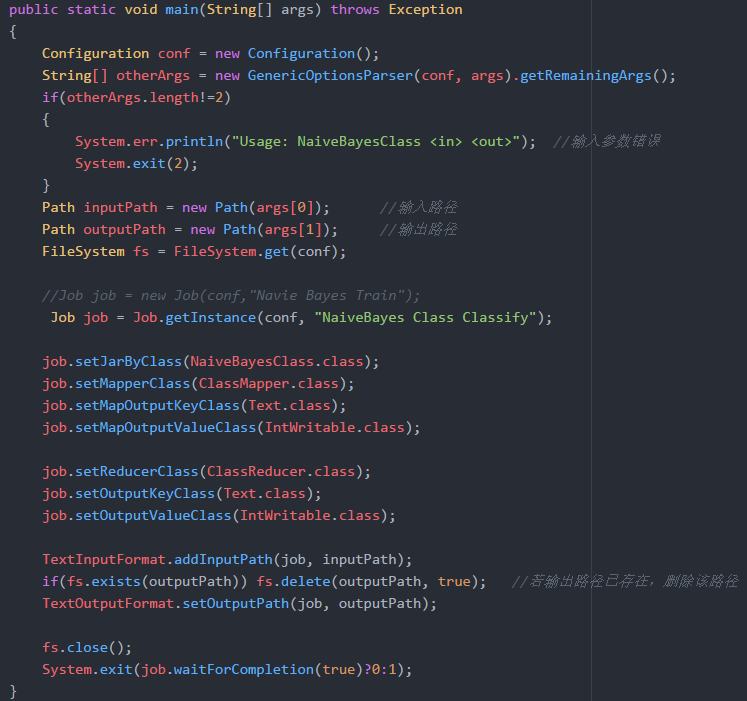 public static void main(String[] args) throws Exception
{
    Configuration conf = new Configuration();
    String[] otherArgs = new GenericOptionsParser(conf, args).getRemainingArgs();
    if(otherArgs.length!=2)
    {
        System.err.println("Usage: NaiveBayesClass <in> <out>");  //输入参数错误
        System.exit(2);
    }
    Path inputPath = new Path(args[0]);      //输入路径
    Path outputPath = new Path(args[1]);     //输出路径
    FileSystem fs = FileSystem.get(conf);

    //Job job = new Job(conf,"Navie Bayes Train");
     Job job = Job.getInstance(conf, "NaiveBayes Class Classify");

    job.setJarByClass(NaiveBayesClass.class);
    job.setMapperClass(ClassMapper.class);
    job.setMapOutputKeyClass(Text.class);
    job.setMapOutputValueClass(IntWritable.class);

    job.setReducerClass(ClassReducer.class);
    job.setOutputKeyClass(Text.class);
    job.setOutputValueClass(IntWritable.class);

    TextInputFormat.addInputPath(job, inputPath);
    if(fs.exists(outputPath)) fs.delete(outputPath, true);   //若输出路径已存在，删除该路径
    TextOutputFormat.setOutputPath(job, outputPath);

    fs.close();
    System.exit(job.waitForCompletion(true)?0:1);
}